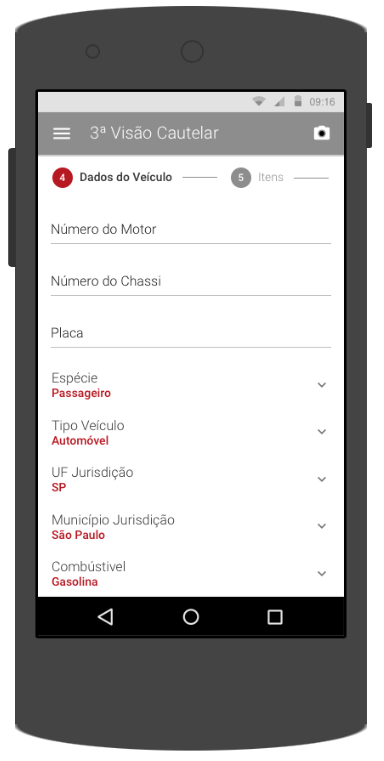 09:16
3ª Visão Cautelar
4 Dados do Veículo 5 Itens
Número do Motor
Número do Chassi
Placa
Espécie
Passageiro
Tipo Veículo
Automóvel
UF Jurisdição
SP
Município Jurisdição
São Paulo
Combústivel
Gasolina